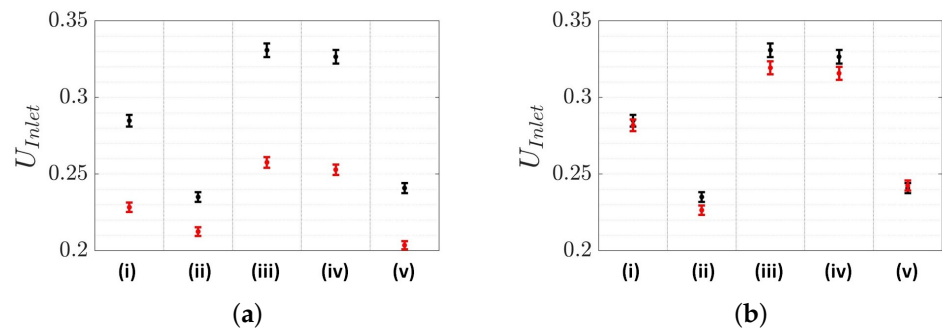 0.35
0.3
0.25
0.2
U_Inlet
(i) (ii) (iii) (iv) (v)
(a)
0.35
0.3
0.25
0.2
U_Inlet
(i) (ii) (iii) (iv) (v)
(b)